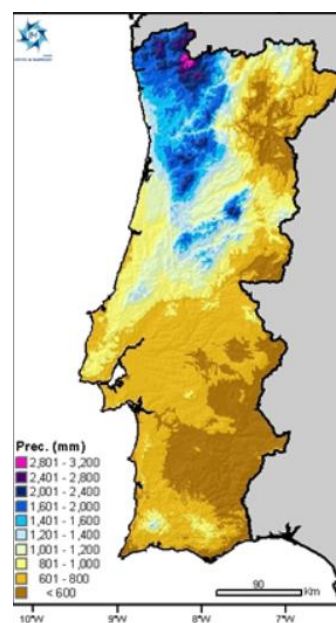 Prec. (mm)
2,801 - 3,200
2,401 - 2,800
2,001 - 2,400
1,601 - 2,000
1,401 - 1,600
1,201 - 1,400
1,001 - 1,200
801 - 1,000
601 - 800
< 600
90
Km
10°W 9°W 8°W 7°W